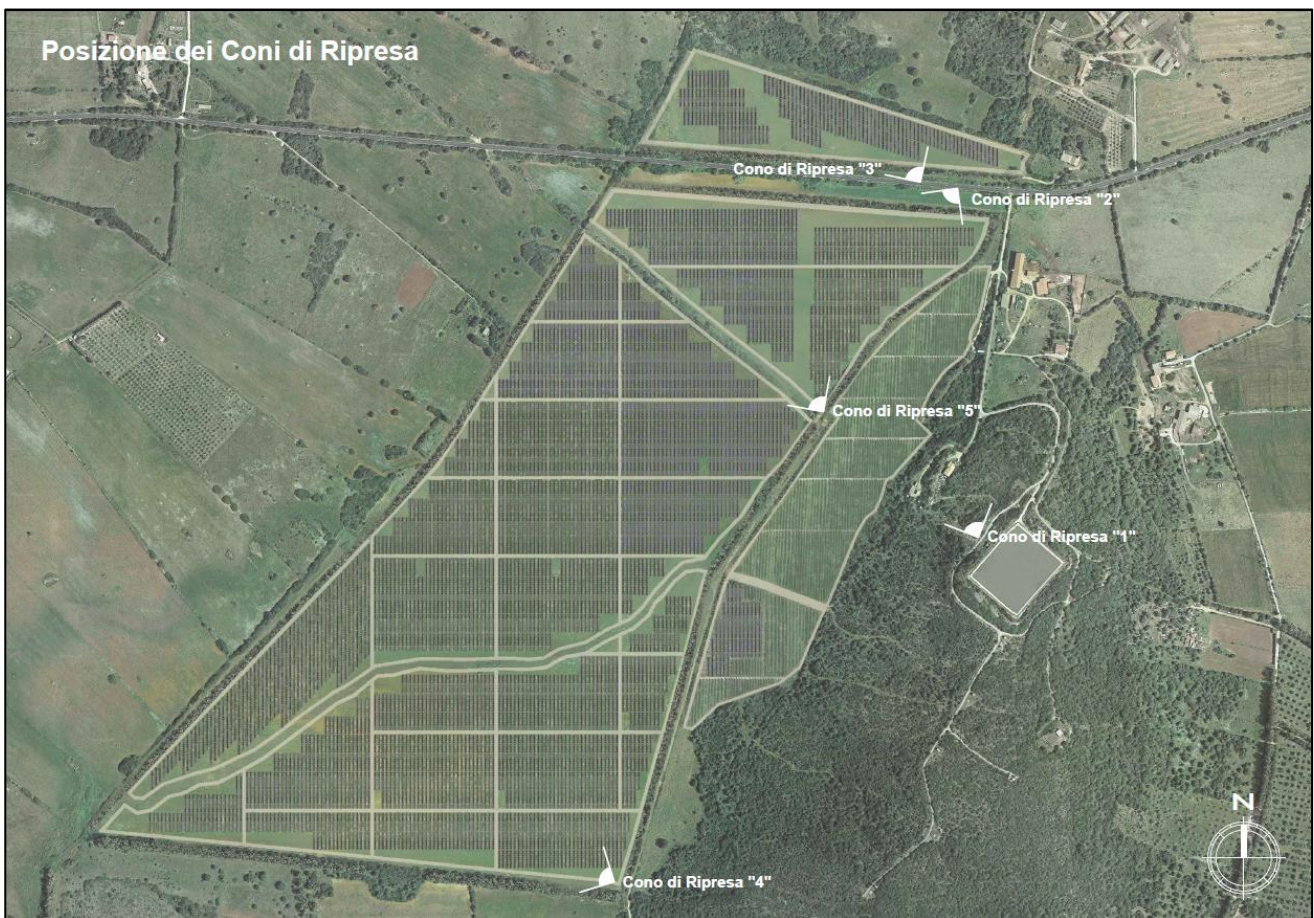 Posizione dei Coni di Ripresa
Cono di Ripresa "3"
Cono di Ripresa "2"
Cono di Ripresa "5"
Cono di Ripresa "1"
N
Cono di Ripresa "4"